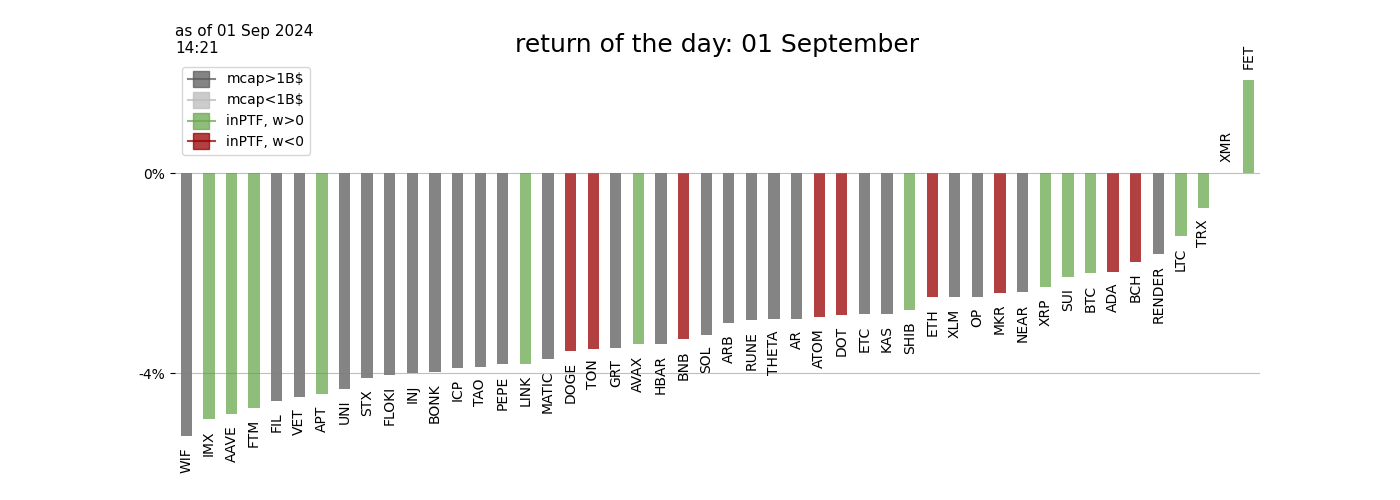 as of 01 Sep 2024
14:21
return of the day: 01 September
mcap>1B$
mcap<1B$
inPTF, w>0
inPTF, w<0
0%
-4%
WIF
IMX
AAVE
FTM
FIL
VET
APT
UNI
STX
FLOKI
INJ
BONK
ICP
TAO
PEPE
LINK
MATIC
DOGE
TON
GRT
AVAX
HBAR
BNB
SOL
ARB
RUNE
THETA
AR
ATOM
DOT
ETC
KAS
SHIB
ETH
XLM
OP
MKR
NEAR
XRP
SUI
BTC
ADA
BCH
RENDER
LTC
TRX
XMR
FET